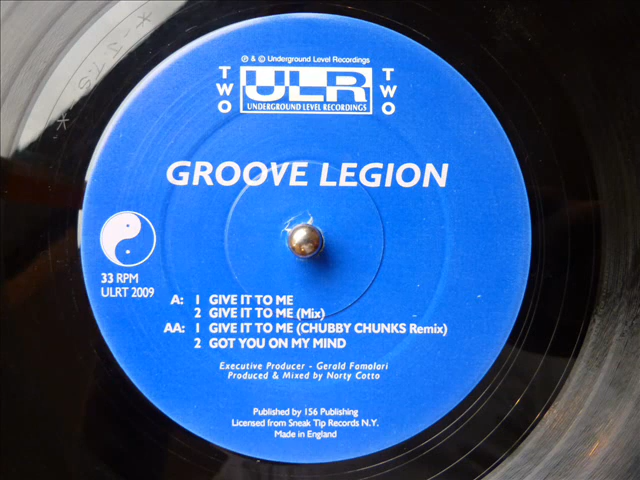 ℗ & © Underground Level Recordings
TWO ULR TWO
UNDERGROUND LEVEL RECORDINGS
GROOVE LEGION
33 RPM
ULRT 2009
A: 1 GIVE IT TO ME
2 GIVE IT TO ME (Mix)
AA: 1 GIVE IT TO ME (CHUBBY CHUNKS Remix)
2 GOT YOU ON MY MIND
Executive Producer - Gerald Famolari
Produced & Mixed by Norty Cotto
Published by 156 Publishing
Licensed from Sneak Tip Records N.Y.
Made in England